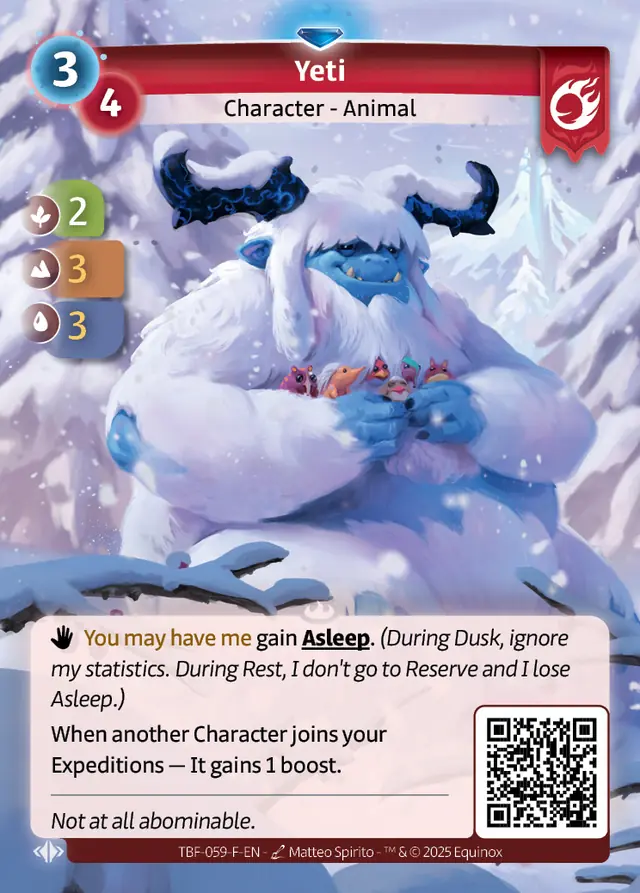 3
Yeti
4
Character - Animal
2
3
3
You may have me gain Asleep. (During Dusk, ignore
my statistics. During Rest, I don't go to Reserve and I lose
Asleep.)
When another Character joins your
Expeditions — It gains 1 boost.
Not at all abominable.
TBF-059-F-EN - Matteo Spirito - ™ & © 2025 Equinox